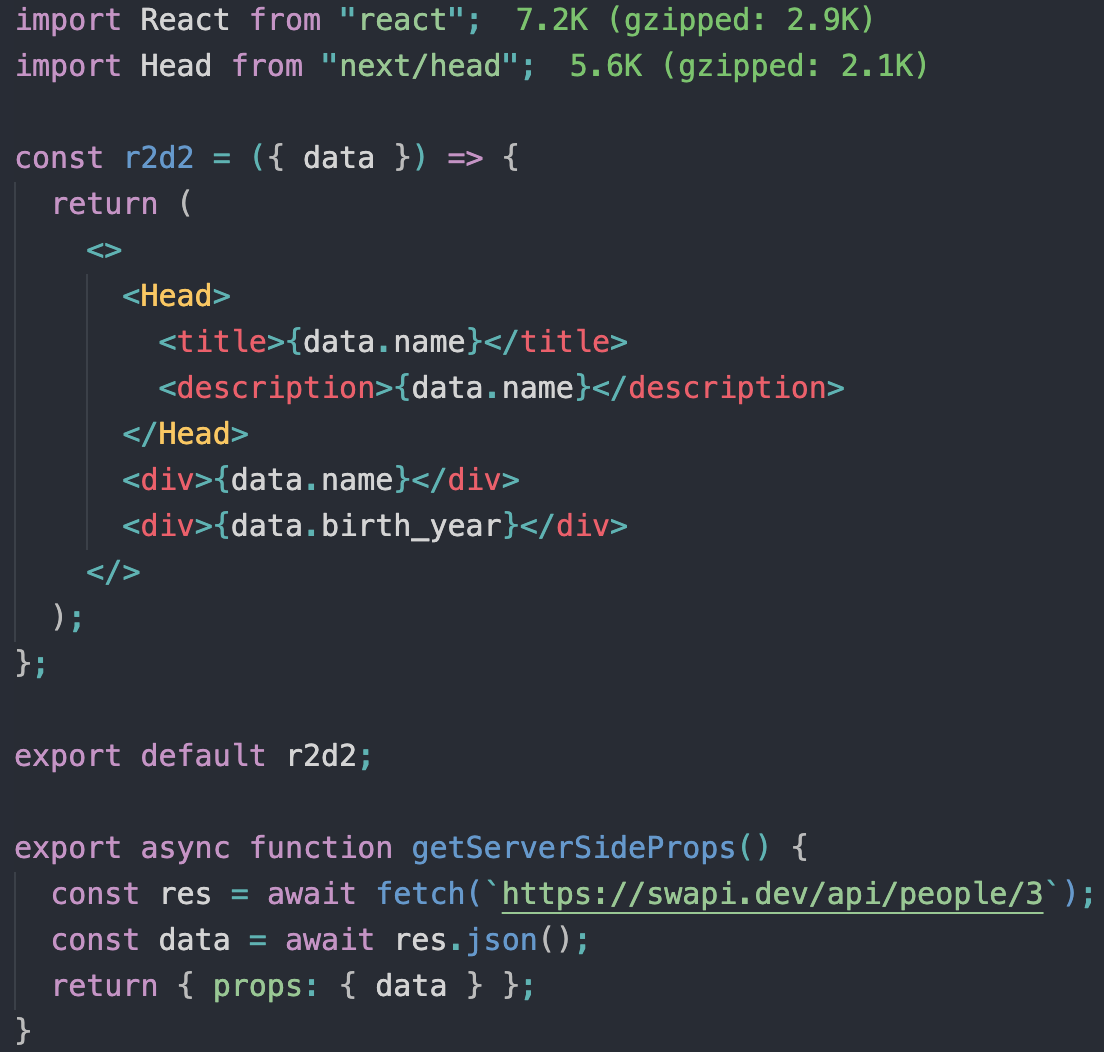 import React from "react";  7.2K (gzipped: 2.9K)
import Head from "next/head";  5.6K (gzipped: 2.1K)

const r2d2 = ({ data }) => {
  return (
    <>
      <Head>
        <title>{data.name}</title>
        <description>{data.name}</description>
      </Head>
      <div>{data.name}</div>
      <div>{data.birth_year}</div>
    </>
  );
};

export default r2d2;

export async function getServerSideProps() {
  const res = await fetch(`https://swapi.dev/api/people/3`);
  const data = await res.json();
  return { props: { data } };
}